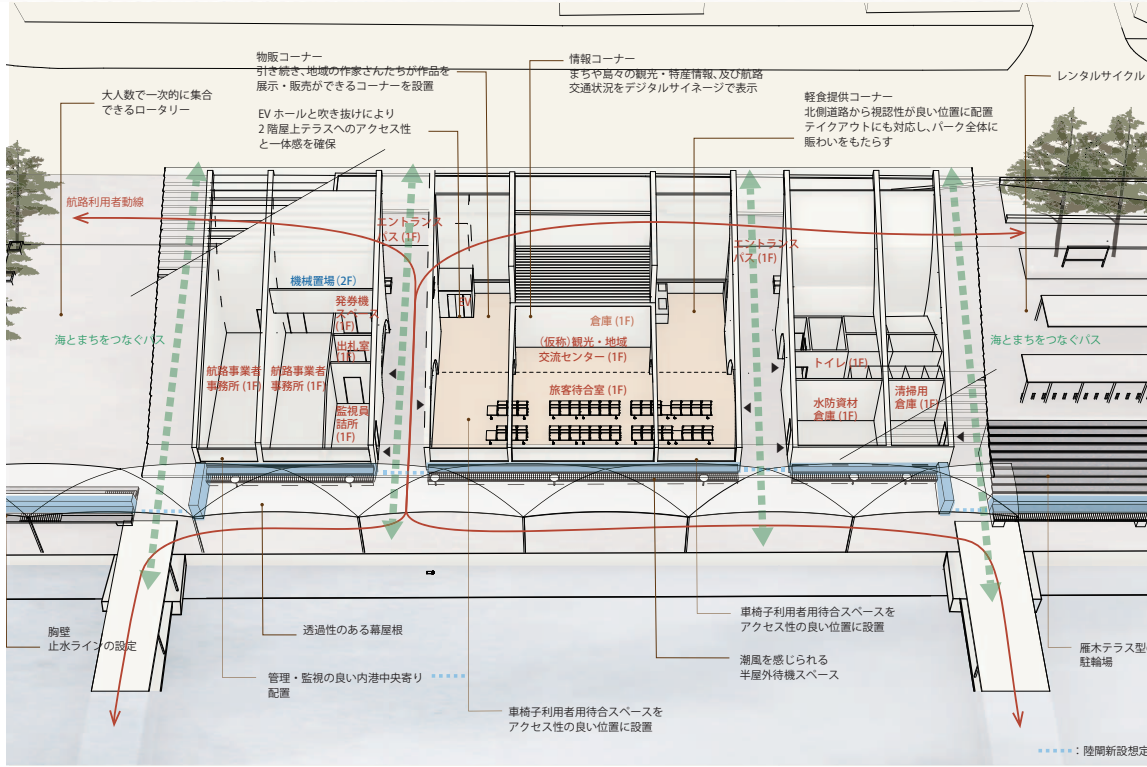 物販コーナー
引き続き、地域の作家さんたちが作品を
展示・販売ができるコーナーを設置
情報コーナー
まちや島々の観光・特産情報、及び航路
交通状況をデジタルサイネージで表示
レンタルサイクル
大人数で一次的に集合
できるロータリー
EV ホールと吹き抜けにより
2 階屋上テラスへのアクセス性
と一体感を確保
軽食提供コーナー
北側道路から視認性が良い位置に配置
テイクアウトにも対応し、パーク全体に
賑わいをもたらす
航路利用者動線
エントランス
パス (1F)
エントランス
パス (1F)
機械置場(2F)
発券機
スペース
(1F)
EV
倉庫 (1F)
海とまちをつなぐパス
出札室
(1F)
(仮称)観光・地域
交流センター (1F)
海とまちをつなぐパス
航路事業者
事務所 (1F)
航路事業者
事務所 (1F)
旅客待合室 (1F)
トイレ (1F)
監視員
詰所
(1F)
水防資材
倉庫 (1F)
清掃用
倉庫 (1F)
胸壁
止水ラインの設定
透過性のある幕屋根
車椅子利用者用待合スペースを
アクセス性の良い位置に設置
管理・監視の良い内港中央寄り
配置
潮風を感じられる
半屋外待機スペース
雁木テラス型
駐輪場
車椅子利用者用待合スペースを
アクセス性の良い位置に設置
：陸閘新設想定